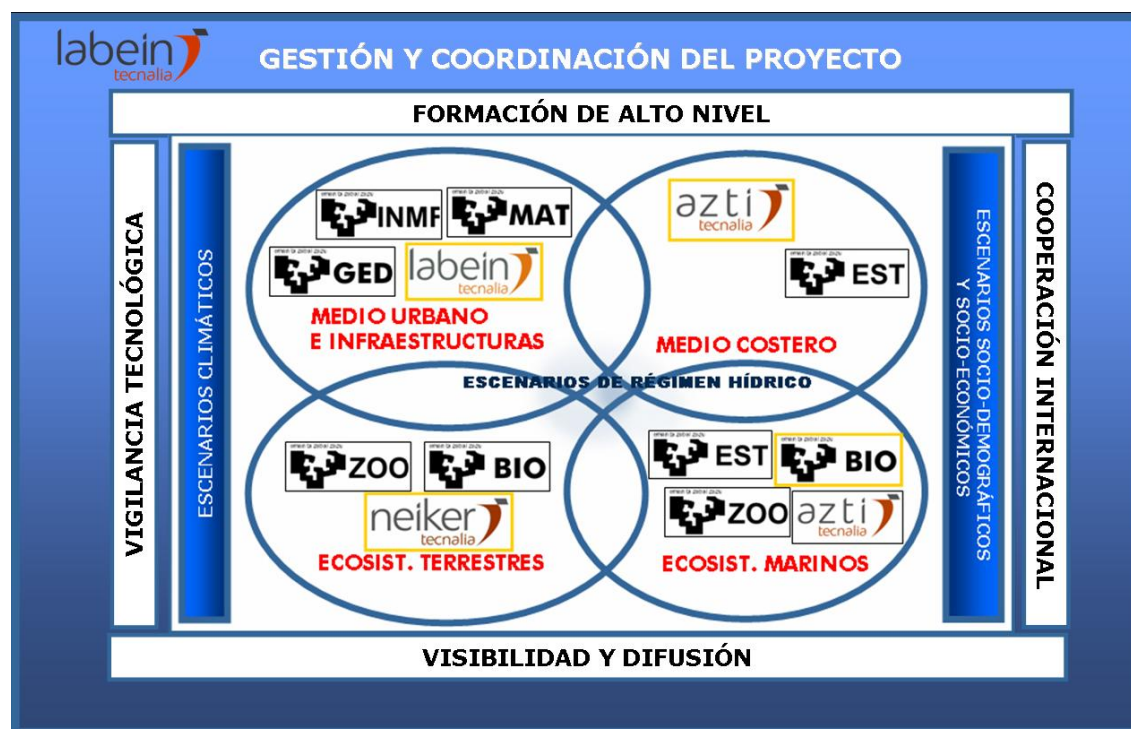 labein
tecnalia
GESTIÓN Y COORDINACIÓN DEL PROYECTO
FORMACIÓN DE ALTO NIVEL
VIGILANCIA TECNOLÓGICA
ESCENARIOS CLIMÁTICOS
INMF
MAT
GED
labein
tecnalia
MEDIO URBANO
E INFRAESTRUCTURAS
azti
tecnalia
EST
MEDIO COSTERO
ESCENARIOS DE RÉGIMEN HÍDRICO
ZOO
BIO
neiker
tecnalia
ECOSIST. TERRESTRES
EST
BIO
ZOO
azti
tecnalia
ECOSIST. MARINOS
ESCENARIOS SOCIO-DEMOGRÁFICOS
Y SOCIO-ECONÓMICOS
COOPERACIÓN INTERNACIONAL
VISIBILIDAD Y DIFUSIÓN